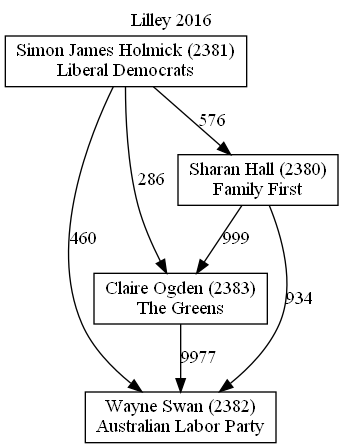 Lilley 2016
Simon James Holmick (2381)
Liberal Democrats
576
Sharan Hall (2380)
Family First
286
460
999
934
Claire Ogden (2383)
The Greens
9977
Wayne Swan (2382)
Australian Labor Party